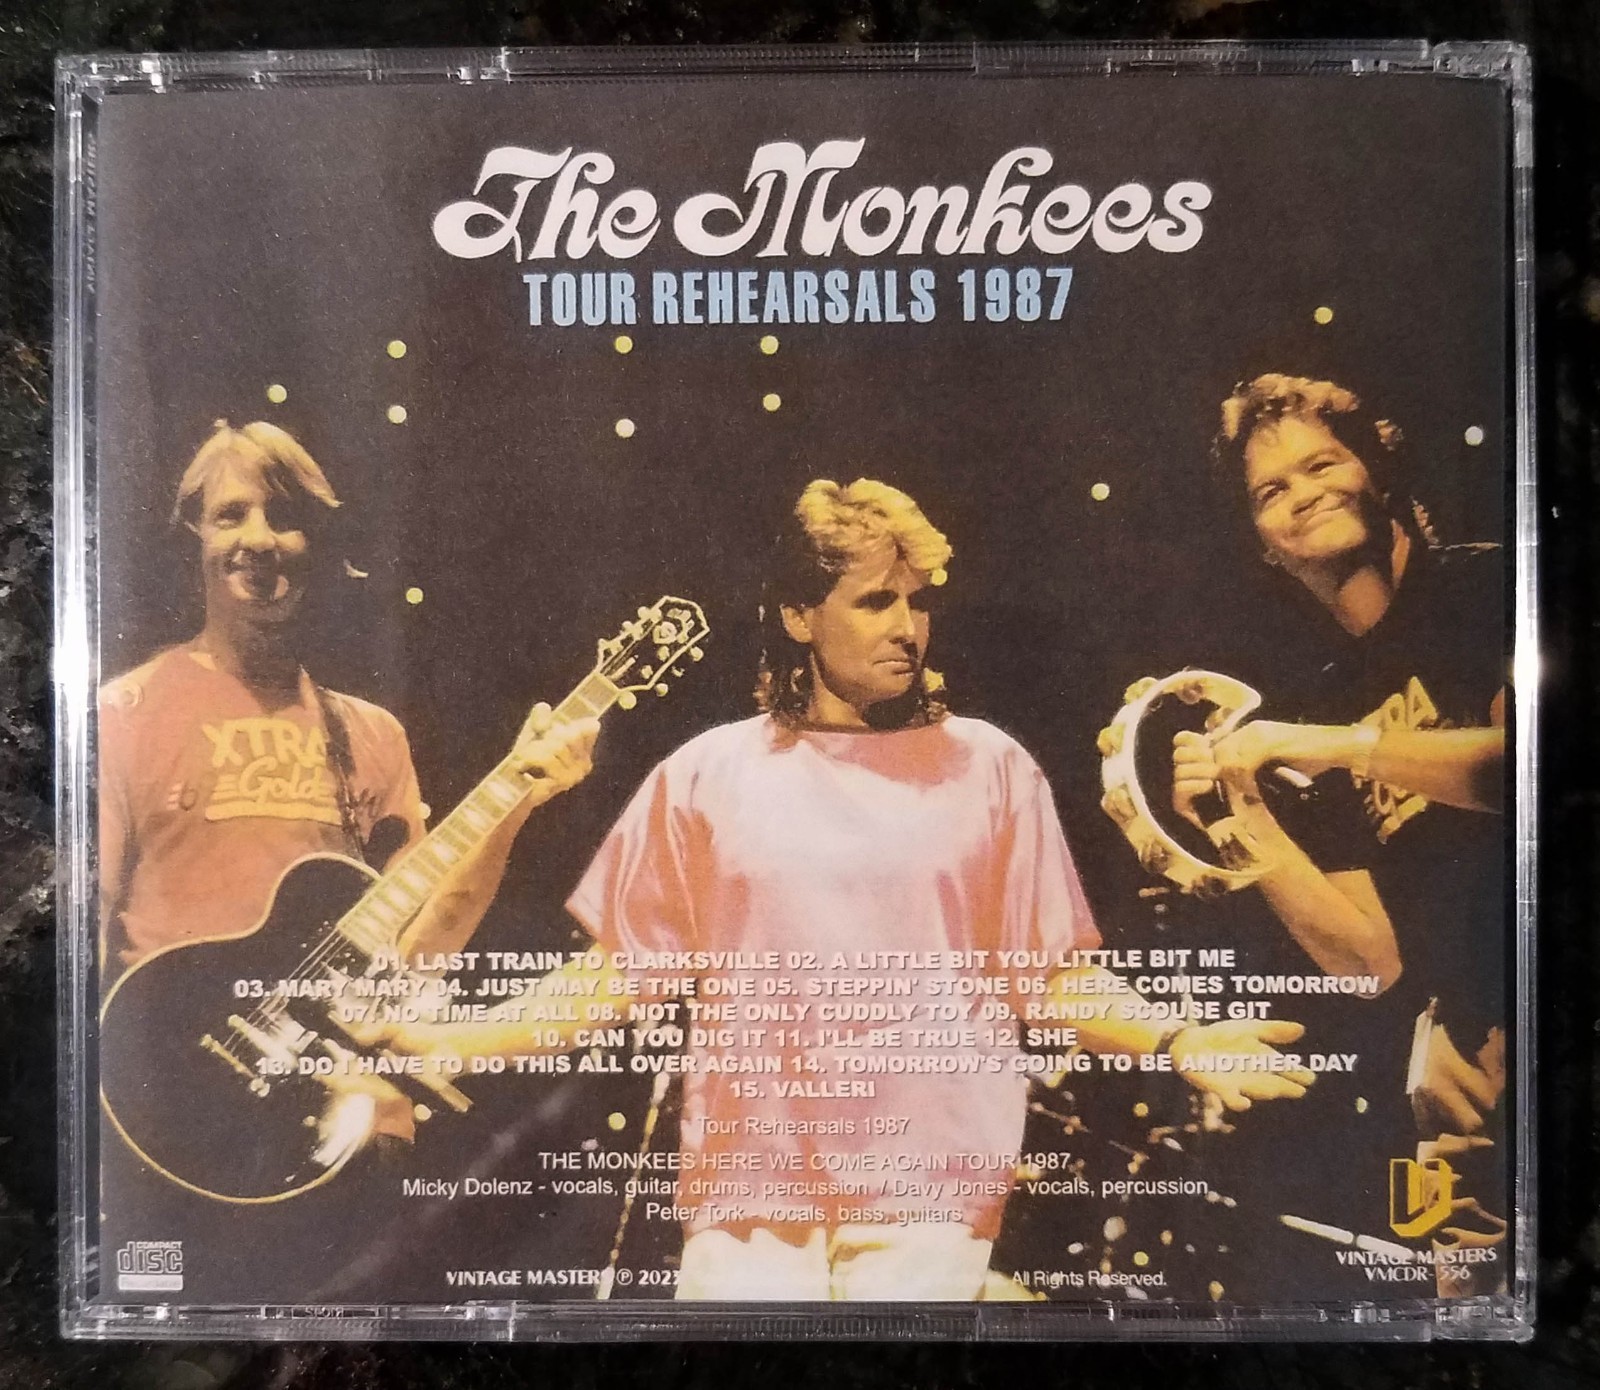 The Monkees
TOUR REHEARSALS 1987
XTRA
Golde
TRA
01. LAST TRAIN TO CLARKSVILLE 02. A LITTLE BIT YOU LITTLE BIT ME
03. MARY MARY 04. JUST MAY BE THE ONE 05. STEPPIN' STONE 06. HERE COMES TOMORROW
07. NO TIME AT ALL 08. NOT THE ONLY CUDDLY TOY 09. RANDY SCOUSE GIT
10. CAN YOU DIG IT 11. I'LL BE TRUE 12. SHE
13. DO I HAVE TO DO THIS ALL OVER AGAIN 14. TOMORROW'S GOING TO BE ANOTHER DAY
15. VALLERI
Tour Rehearsals 1987
THE MONKEES HERE WE COME AGAIN TOUR 1987
Micky Dolenz - vocals, guitar, drums, percussion / Davy Jones - vocals, percussion
Peter Tork - vocals, bass, guitars
COMPACT
disc
VINTAGE MASTERS ℗ 2023
All Rights Reserved.
VINTAGE MASTERS
VMCDR-556